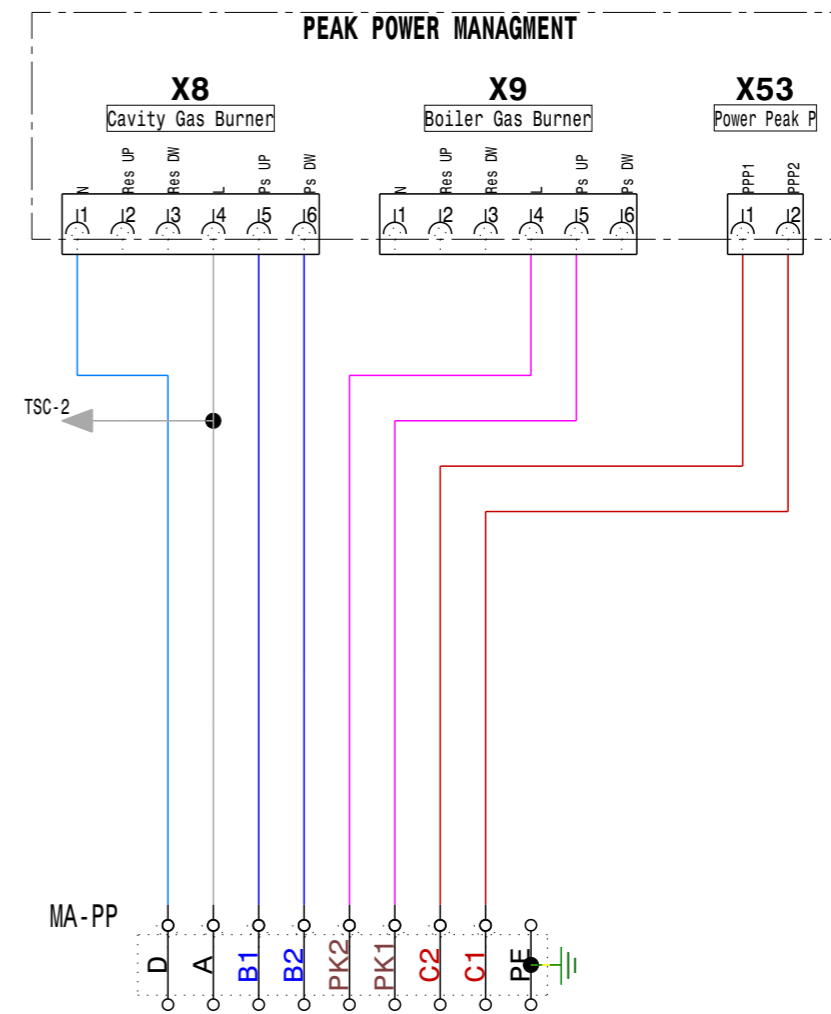 PEAK POWER MANAGMENT
X8 X9 X53
Cavity Gas Burner Boiler Gas Burner Power Peak P
N Res UP Res DW L Ps UP Ps DW N Res UP Res DW L Ps UP Ps DW PPP1 PPP2
1 2 3 4 5 6 1 2 3 4 5 6 1 2
TSC-2
MA-PP
D A B1 B2 PK2 PK1 C2 C1 PE